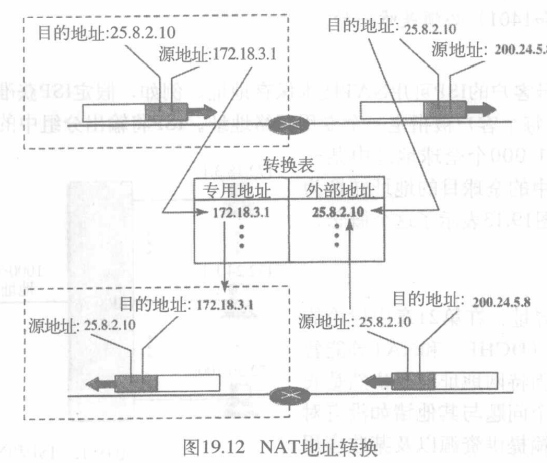 目的地址:25.8.2.10
源地址:172.18.3.1
目的地址: 25.8.2.10
源地址: 200.24.5.8
转换表
专用地址 外部地址
172.18.3.1 25.8.2.10
目的地址: 172.18.3.1
源地址: 25.8.2.10
目的地址: 200.24.5.8
源地址: 25.8.2.10
图19.12 NAT地址转换